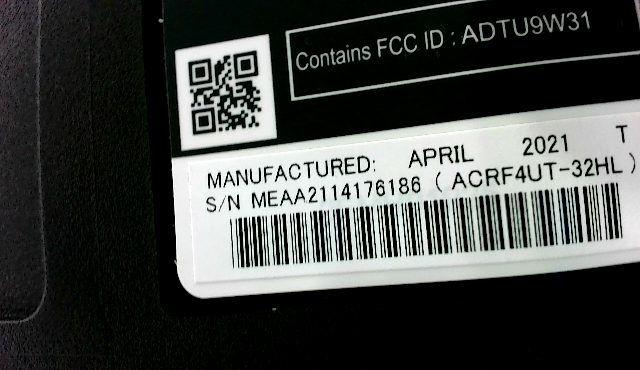 Contains FCC ID : ADTU9W31
MANUFACTURED: APRIL 2021 T
S/N MEAA2114176186 ( ACRF4UT-32HL )